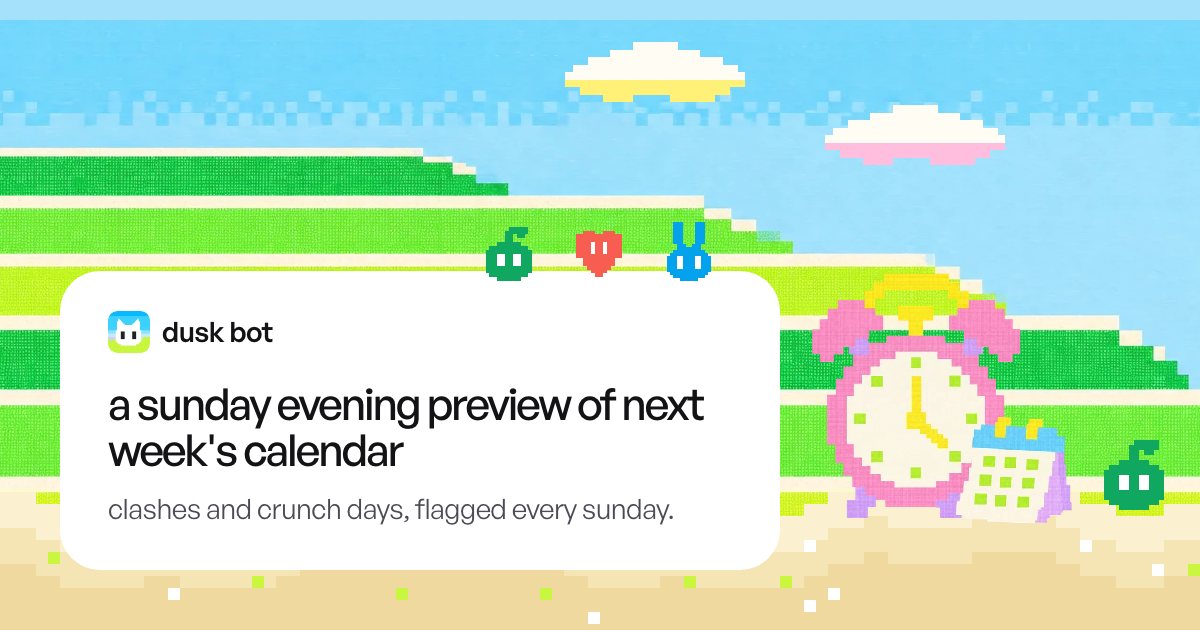 dusk bot
a sunday evening preview of next
week's calendar
clashes and crunch days, flagged every sunday.